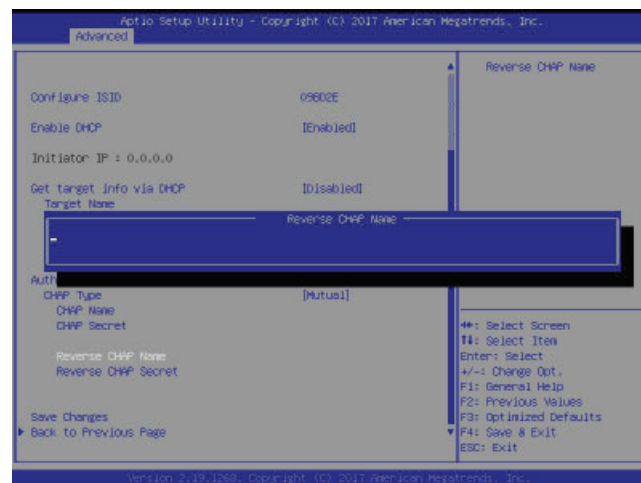 Aptio Setup Utility - Copyright (C) 2017 American Megatrends, Inc.
Advanced
Reverse CHAP Name
Configure ISID 09BD2E
Enable DHCP [Enabled]
Initiator IP : 0.0.0.0
Get target info via DHCP [Disabled]
Target Name
Reverse CHAP Name
Auth
CHAP Type [Mutual]
CHAP Name
CHAP Secret
Reverse CHAP Name
Reverse CHAP Secret
Save Changes
Back to Previous Page
: Select Screen
↑↓: Select Item
Enter: Select
+/-: Change Opt.
F1: General Help
F2: Previous Values
F3: Optimized Defaults
F4: Save & Exit
ESC: Exit
Version 2.19.1268. Copyright (C) 2017 American Megatrends, Inc.